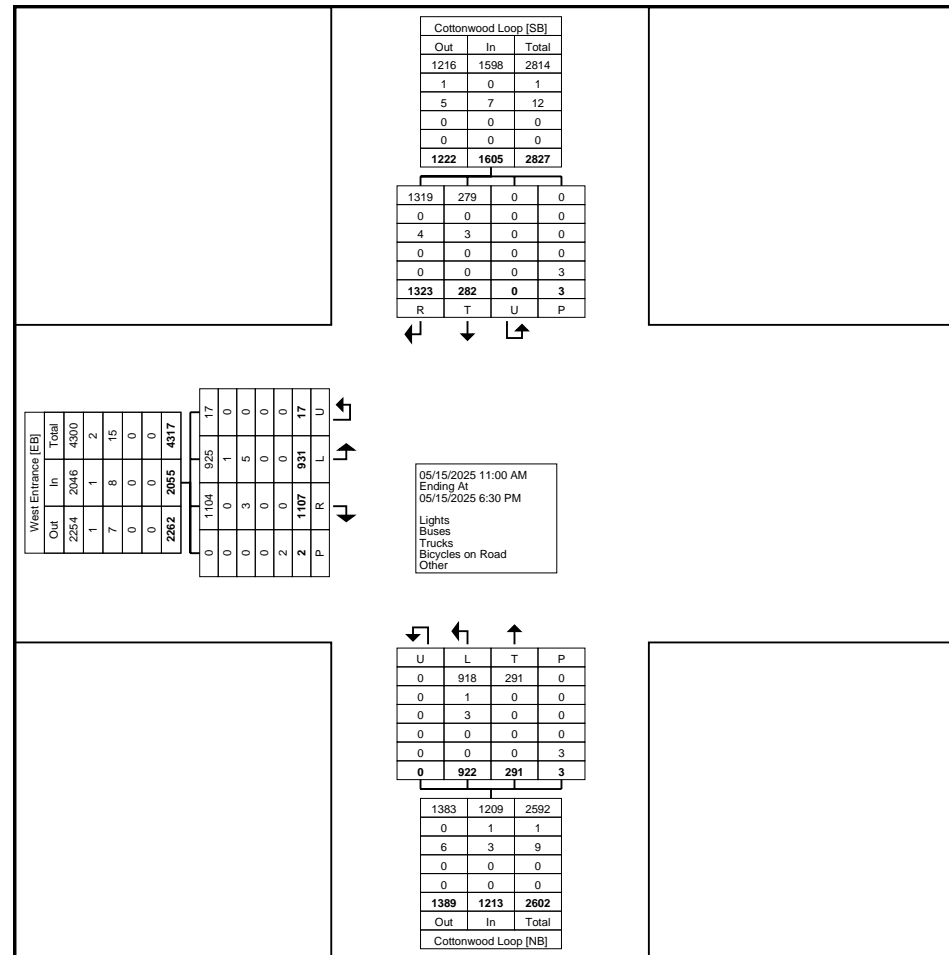 Cottonwood Loop [SB]
Out In Total
1216 1598 2814
1 0 1
5 7 12
0 0 0
0 0 0
1222 1605 2827
1319 279 0 0
0 0 0 0
4 3 0 0
0 0 0 0
0 0 0 3
1323 282 0 3
R T U P
West Entrance [EB]
Out In Total
2254 2046 4300
1 1 2
7 8 15
0 0 0
0 0 0
2262 2055 4317
0 1104 925 17
0 0 1 0
0 3 5 0
0 0 0 0
2 0 0 0
2 1107 931 17
P R L U
05/15/2025 11:00 AM
Ending At
05/15/2025 6:30 PM
Lights
Buses
Trucks
Bicycles on Road
Other
U L T P
0 918 291 0
0 1 0 0
0 3 0 0
0 0 0 0
0 0 0 3
0 922 291 3
1383 1209 2592
0 1 1
6 3 9
0 0 0
0 0 0
1389 1213 2602
Out In Total
Cottonwood Loop [NB]